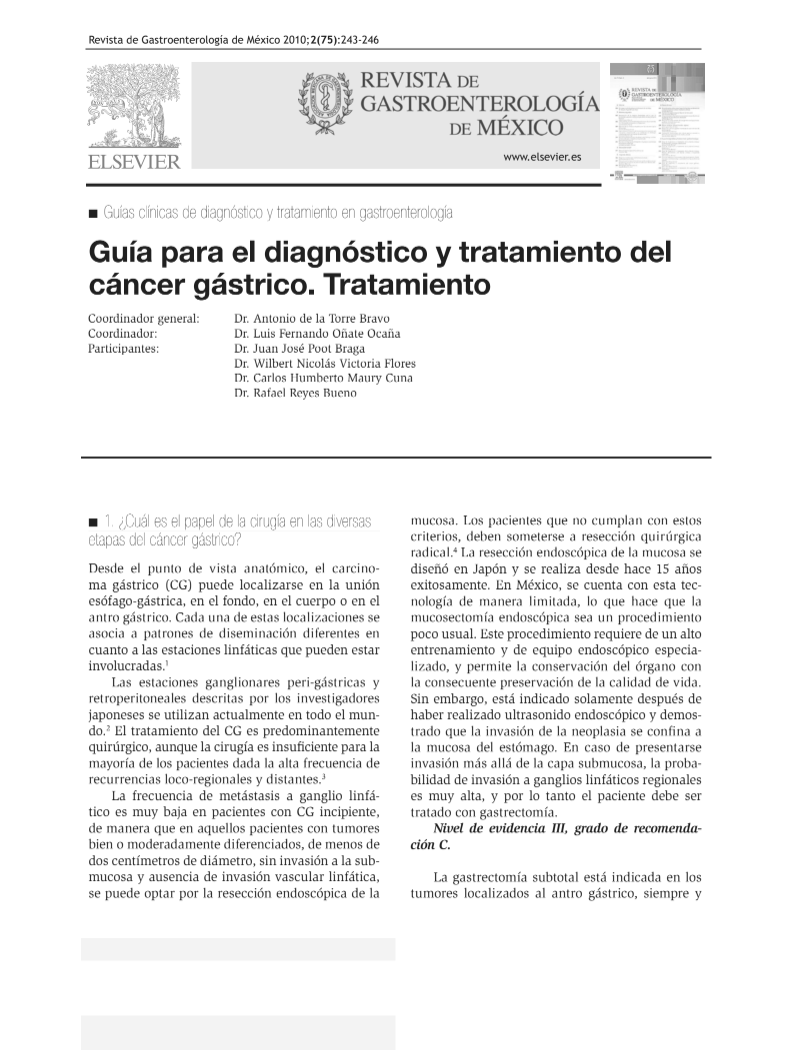 Revista de Gastroenterología de México 2010;2(75):243-246
ELSEVIER
REVISTA DE
GASTROENTEROLOGÍA
DE MÉXICO
www.elsevier.es
■ Guías clínicas de diagnóstico y tratamiento en gastroenterología
Guía para el diagnóstico y tratamiento del
cáncer gástrico. Tratamiento
Coordinador general: Dr. Antonio de la Torre Bravo
Coordinador: Dr. Luis Fernando Oñate Ocaña
Participantes: Dr. Juan José Poot Braga
Dr. Wilbert Nicolás Victoria Flores
Dr. Carlos Humberto Maury Cuna
Dr. Rafael Reyes Bueno
■ 1. ¿Cuál es el papel de la cirugía en las diversas
etapas del cáncer gástrico?
Desde el punto de vista anatómico, el carcino-
ma gástrico (CG) puede localizarse en la unión
esófago-gástrica, en el fondo, en el cuerpo o en el
antro gástrico. Cada una de estas localizaciones se
asocia a patrones de diseminación diferentes en
cuanto a las estaciones linfáticas que pueden estar
involucradas.¹
Las estaciones ganglionares peri-gástricas y
retroperitoneales descritas por los investigadores
japoneses se utilizan actualmente en todo el mun-
do.² El tratamiento del CG es predominantemente
quirúrgico, aunque la cirugía es insuficiente para la
mayoría de los pacientes dada la alta frecuencia de
recurrencias loco-regionales y distantes.³
La frecuencia de metástasis a ganglio linfá-
tico es muy baja en pacientes con CG incipiente,
de manera que en aquellos pacientes con tumores
bien o moderadamente diferenciados, de menos de
dos centímetros de diámetro, sin invasión a la sub-
mucosa y ausencia de invasión vascular linfática,
se puede optar por la resección endoscópica de la
mucosa. Los pacientes que no cumplan con estos
criterios, deben someterse a resección quirúrgica
radical.⁴ La resección endoscópica de la mucosa se
diseñó en Japón y se realiza desde hace 15 años
exitosamente. En México, se cuenta con esta tec-
nología de manera limitada, lo que hace que la
mucosectomía endoscópica sea un procedimiento
poco usual. Este procedimiento requiere de un alto
entrenamiento y de equipo endoscópico especia-
lizado, y permite la conservación del órgano con
la consecuente preservación de la calidad de vida.
Sin embargo, está indicado solamente después de
haber realizado ultrasonido endoscópico y demos-
trado que la invasión de la neoplasia se confina a
la mucosa del estómago. En caso de presentarse
invasión más allá de la capa submucosa, la proba-
bilidad de invasión a ganglios linfáticos regionales
es muy alta, y por lo tanto el paciente debe ser
tratado con gastrectomía.
Nivel de evidencia III, grado de recomenda-
ción C.
La gastrectomía subtotal está indicada en los
tumores localizados al antro gástrico, siempre y